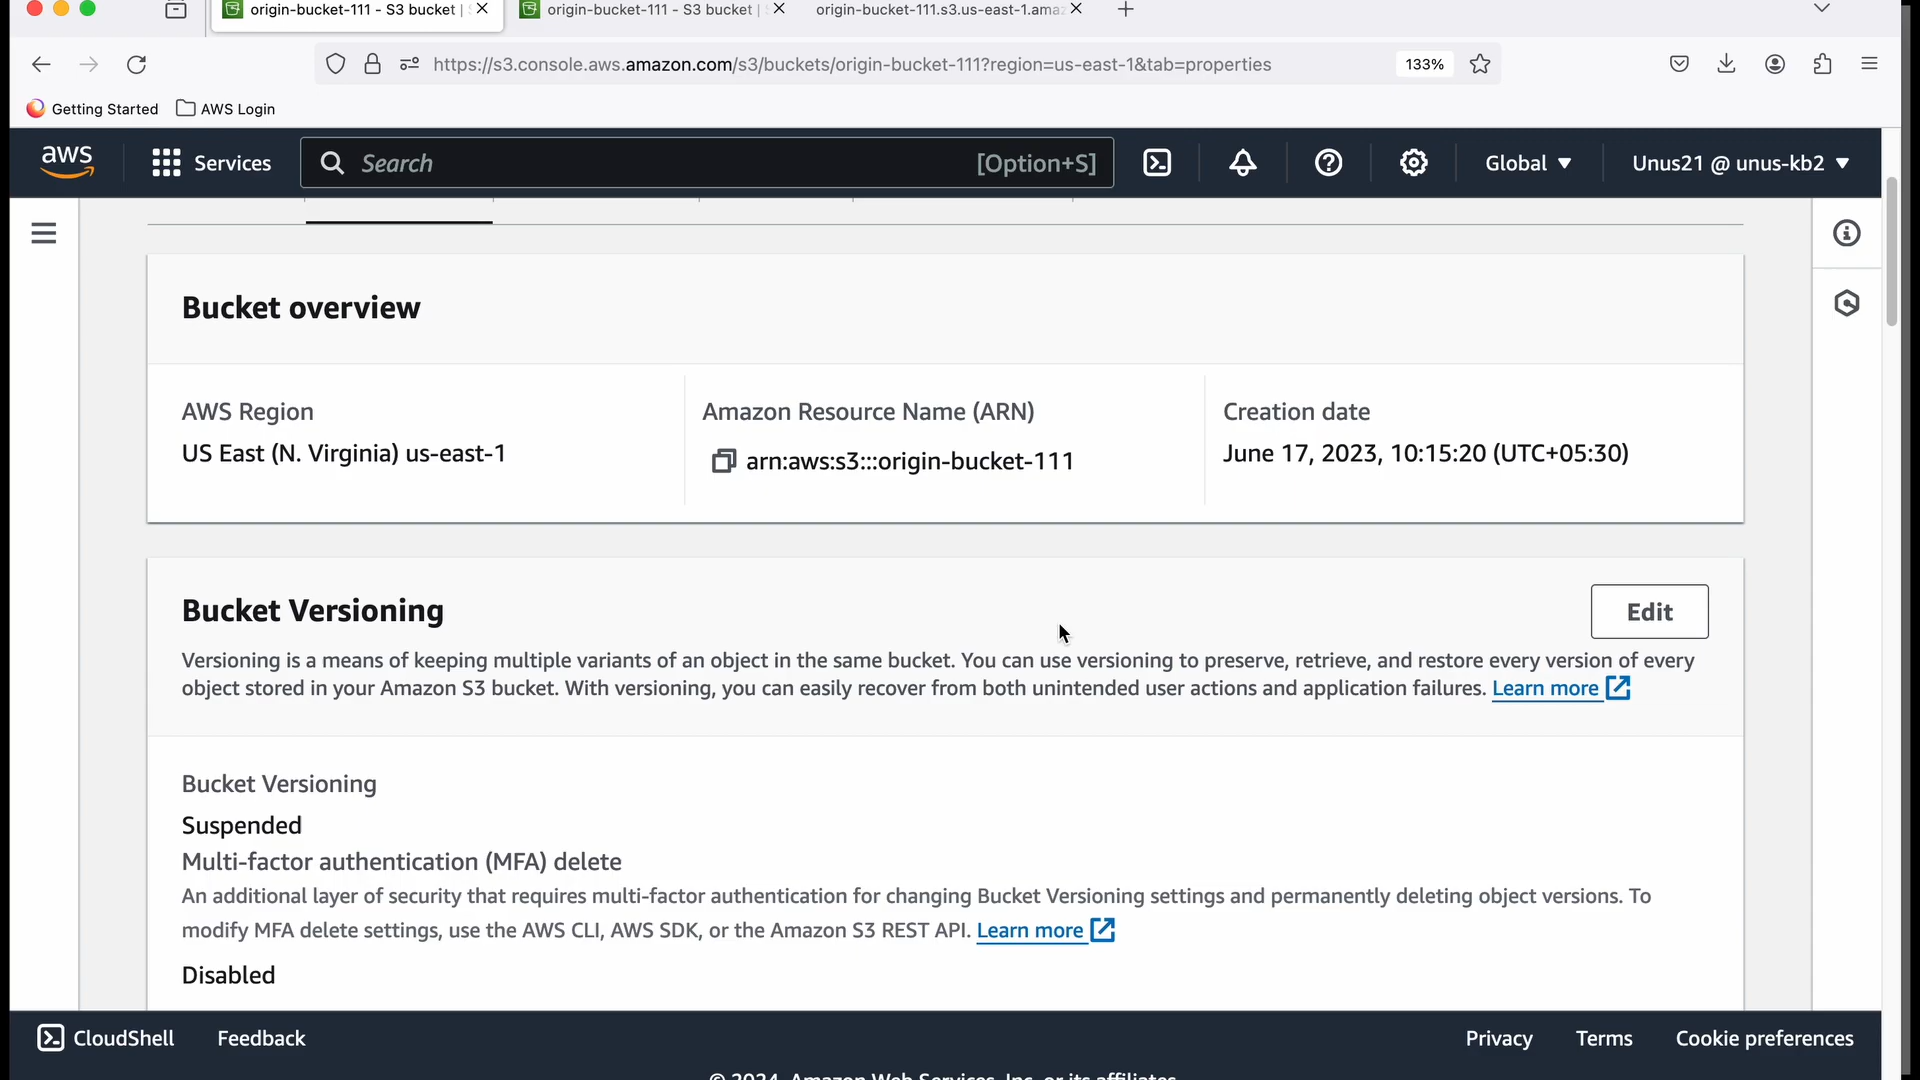 origin-bucket-111 - S3 bucket |
origin-bucket-111 - S3 bucket |
origin-bucket-111.s3.us-east-1.ama
https://s3.console.aws.amazon.com/s3/buckets/origin-bucket-111?region=us-east-1&tab=properties
133%
Getting Started
AWS Login
aws
Services
Search
[Option+S]
Global
Unus21 @ unus-kb2
Bucket overview
AWS Region
US East (N. Virginia) us-east-1
Amazon Resource Name (ARN)
arn:aws:s3:::origin-bucket-111
Creation date
June 17, 2023, 10:15:20 (UTC+05:30)
Bucket Versioning
Edit
Versioning is a means of keeping multiple variants of an object in the same bucket. You can use versioning to preserve, retrieve, and restore every version of every
object stored in your Amazon S3 bucket. With versioning, you can easily recover from both unintended user actions and application failures. Learn more
Bucket Versioning
Suspended
Multi-factor authentication (MFA) delete
An additional layer of security that requires multi-factor authentication for changing Bucket Versioning settings and permanently deleting object versions. To
modify MFA delete settings, use the AWS CLI, AWS SDK, or the Amazon S3 REST API. Learn more
Disabled
CloudShell
Feedback
Privacy
Terms
Cookie preferences
© 2024, Amazon Web Services, Inc. or its affiliates.